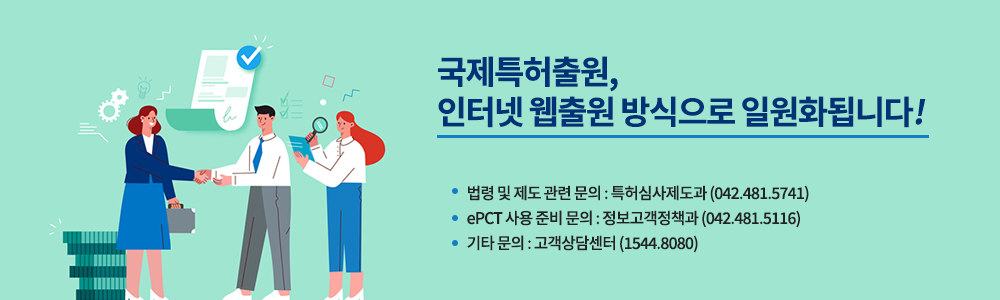 국제특허출원,
인터넷 웹출원 방식으로 일원화됩니다!
• 법령 및 제도 관련 문의 : 특허심사제도과 (042.481.5741)
• ePCT 사용 준비 문의 : 정보고객정책과 (042.481.5116)
• 기타 문의 : 고객상담센터 (1544.8080)